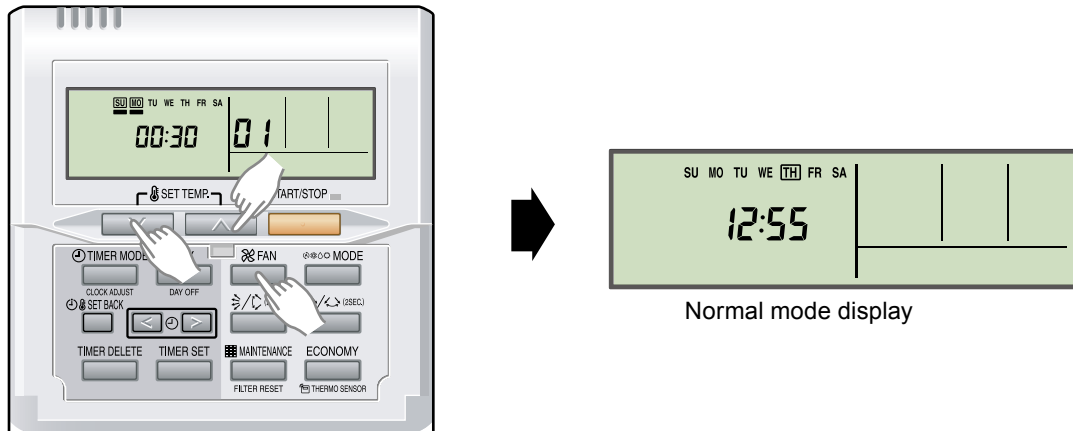 SU MO TU WE TH FR SA
00:30 01
SET TEMP.
TIMER MODE
FAN
MODE
CLOCK ADJUST
DAY OFF
SET BACK
(2SEC.)
TIMER DELETE
TIMER SET
MAINTENANCE
ECONOMY
FILTER RESET
THERMO SENSOR
SU MO TU WE TH FR SA
12:55
Normal mode display